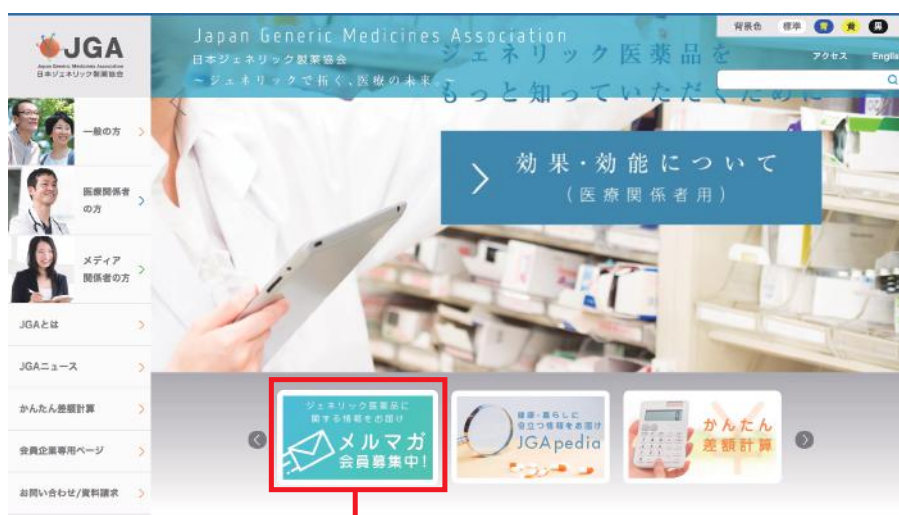 JGA
Japan Generic Medicines Association
日本ジェネリック製薬協会
一般の方
医療関係者
の方
メディア
関係者の方
JGAとは
JGAニュース
かんたん差額計算
会員企業専用ページ
お問い合わせ/資料請求
Japan Generic Medicines Association
日本ジェネリック製薬協会
～ジェネリックで拓く、医療の未来。～
背景色
標準
青
黄
黒
アクセス
Englis
ジェネリック医薬品を
もっと知っていただくために
効果・効能について
(医療関係者用)
ジェネリック医薬品に
関する情報をお届け
メルマガ
会員募集中!
健康・暮らしに
役立つ情報をお届け
JGApedia
かんたん
差額計算